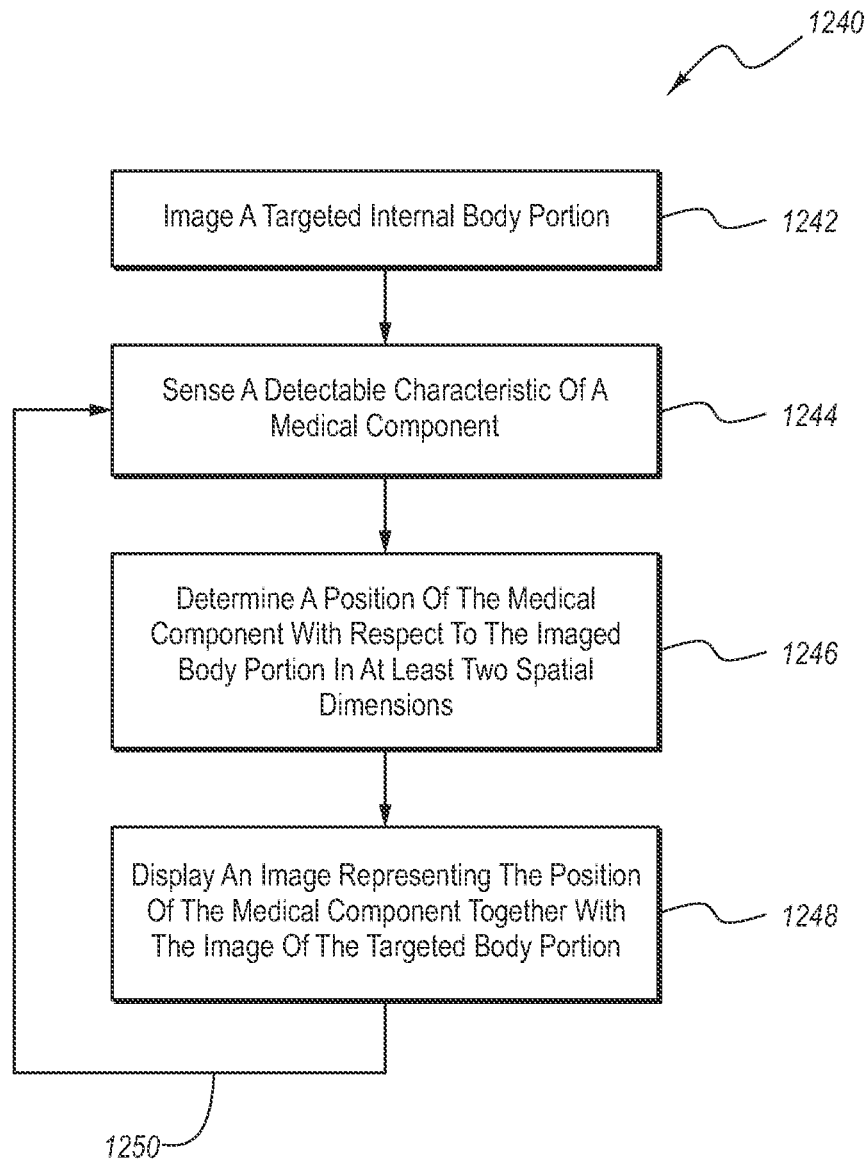 1240
Image A Targeted Internal Body Portion
1242
Sense A Detectable Characteristic Of A
Medical Component
1244
Determine A Position Of The Medical
Component With Respect To The Imaged
Body Portion In At Least Two Spatial
Dimensions
1246
Display An Image Representing The Position
Of The Medical Component Together With
The Image Of The Targeted Body Portion
1248
1250